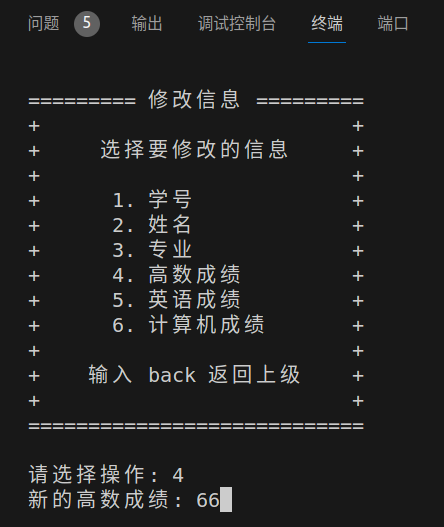 问题 5 输出 调试控制台 终端 端口
========= 修改信息 =========
+ +
+ 选择要修改的信息 +
+ +
+ 1. 学号 +
+ 2. 姓名 +
+ 3. 专业 +
+ 4. 高数成绩 +
+ 5. 英语成绩 +
+ 6. 计算机成绩 +
+ +
+ 输入 back 返回上级 +
+ +
============================
请选择操作: 4
新的高数成绩: 66